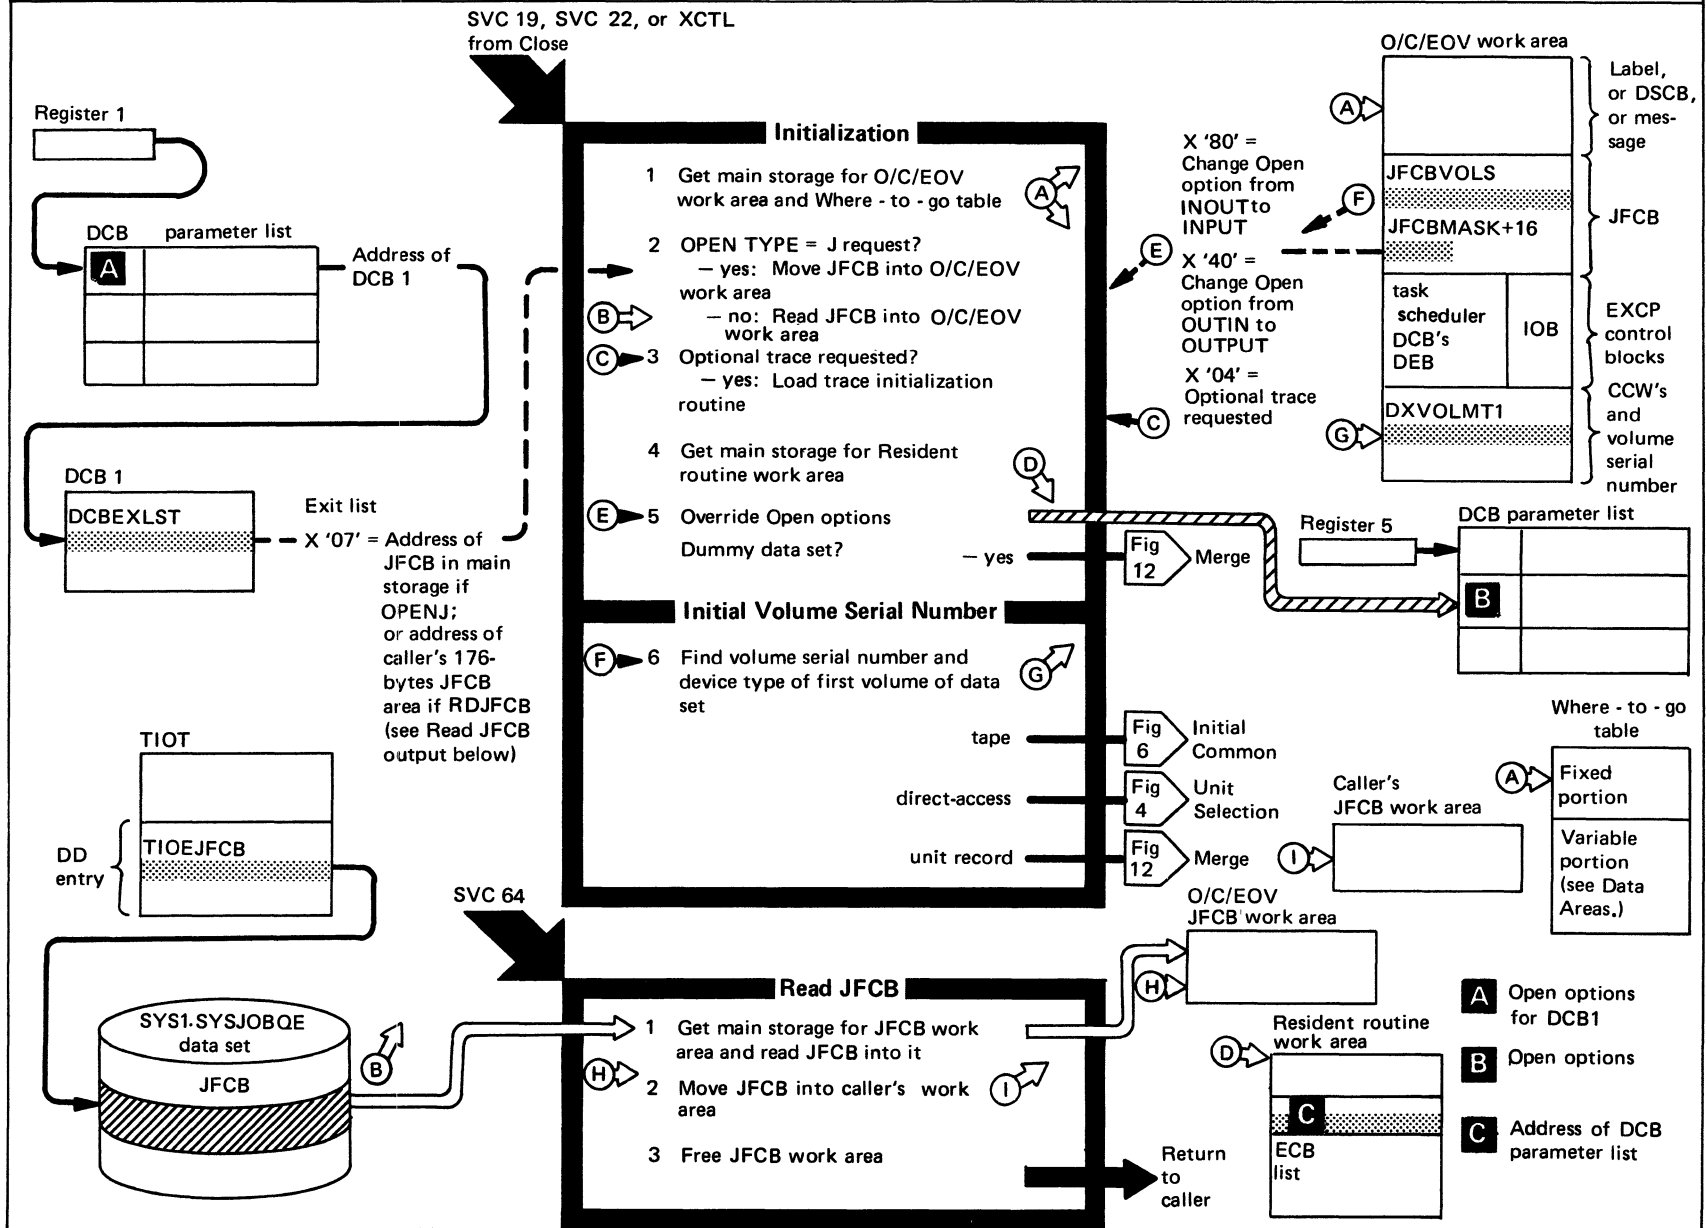 SVC 19, SVC 22, or XCTL
from Close
Register 1
DCB parameter list
A
Address of
DCB 1
DCB 1
DCBEXLST
Exit list
X '07' = Address of
JFCB in main
storage if
OPENJ;
or address of
caller's 176-
bytes JFCB
area if RDJFCB
(see Read JFCB
output below)
TIOT
DD
entry
TIOEJFCB
SYS1.SYSJOBQE
data set
JFCB
B
Initialization
1 Get main storage for O/C/EOV
work area and Where - to - go table
A
2 OPEN TYPE = J request?
– yes: Move JFCB into O/C/EOV
work area
B
– no: Read JFCB into O/C/EOV
work area
C 3 Optional trace requested?
– yes: Load trace initialization
routine
4 Get main storage for Resident
routine work area
D
E 5 Override Open options
Dummy data set?
– yes
Fig
12
Merge
Initial Volume Serial Number
F 6 Find volume serial number and
device type of first volume of data
set
G
tape
Fig
6
Initial
Common
direct-access
Fig
4
Unit
Selection
unit record
Fig
12
Merge
SVC 64
Read JFCB
1 Get main storage for JFCB work
area and read JFCB into it
H
2 Move JFCB into caller's work
area
I
3 Free JFCB work area
Return
to
caller
X '80' =
Change Open
option from
INOUT to
INPUT
E
X '40' =
Change Open
option from
OUTIN to
OUTPUT
X '04' =
Optional trace
requested
C
F
O/C/EOV work area
A
Label,
or DSCB,
or mes-
sage
JFCBVOLS
JFCBMASK+16
JFCB
task
scheduler
DCB's
DEB
IOB
EXCP
control
blocks
DXVOLMT1
G
CCW's
and
volume
serial
number
Register 5
DCB parameter list
B
Where - to - go
table
A
Fixed
portion
Variable
portion
(see Data
Areas.)
Caller's
JFCB work area
I
O/C/EOV
JFCB work area
H
Resident routine
work area
D
C
ECB
list
A Open options
for DCB1
B Open options
C Address of DCB
parameter list